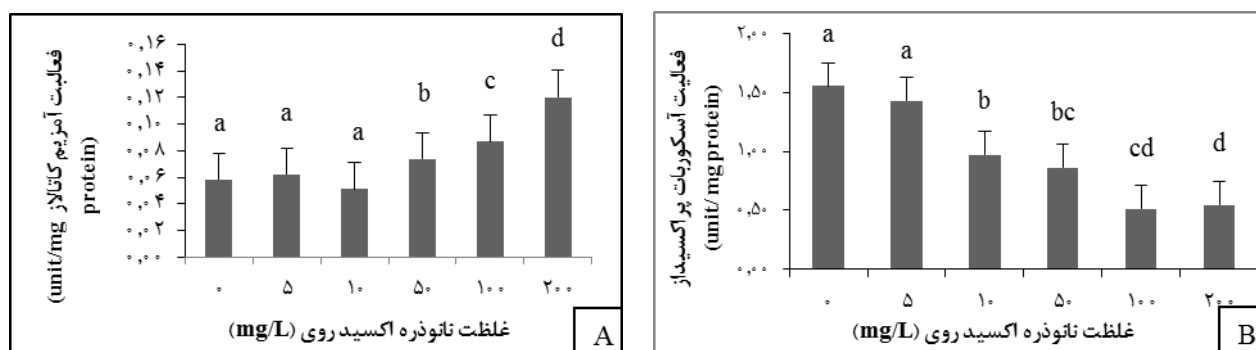 فعالیت آمزیم کاتالاز (unit/mg
protein)
۰,۱۶
۰,۱۴
۰,۱۲
۰,۱۰
۰,۰۸
۰,۰۶
۰,۰۴
۰,۰۲
۰,۰۰
a
a
a
b
c
d
۰ ۵ ۱۰ ۵۰ ۱۰۰ ۲۰۰
غلظت نانوذره اکسید روی (mg/L)
A
فعالیت آسکوربات پراکسیداز
(unit/ mg protein)
۲,۰۰
۱,۵۰
۱,۰۰
۰,۵۰
۰,۰۰
a
a
b
bc
cd
d
۰ ۵ ۱۰ ۵۰ ۱۰۰ ۲۰۰
غلظت نانوذره اکسید روی (mg/L)
B